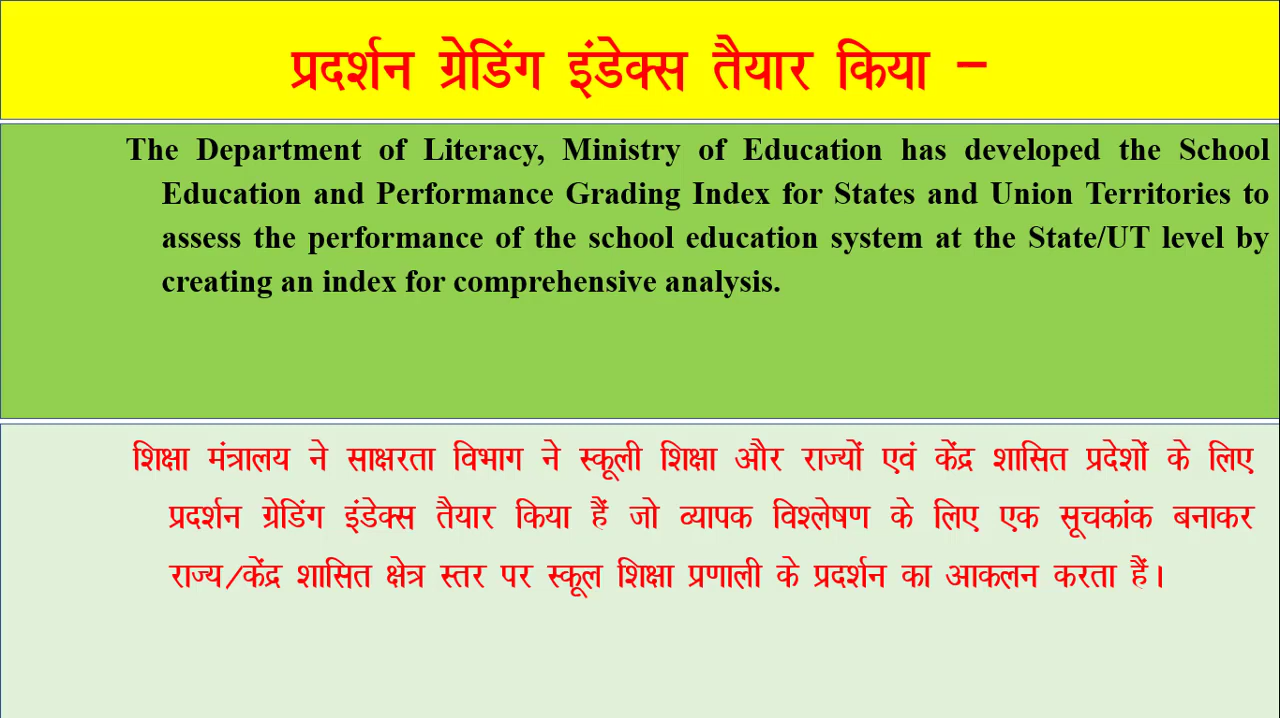 प्रदर्शन ग्रेडिंग इंडेक्स तैयार किया –
The Department of Literacy, Ministry of Education has developed the School
Education and Performance Grading Index for States and Union Territories to
assess the performance of the school education system at the State/UT level by
creating an index for comprehensive analysis.
शिक्षा मंत्रालय ने साक्षरता विभाग ने स्कूली शिक्षा और राज्यों एवं केंद्र शासित प्रदेशों के लिए
प्रदर्शन ग्रेडिंग इंडेक्स तैयार किया हैं जो व्यापक विश्लेषण के लिए एक सूचकांक बनाकर
राज्य/केंद्र शासित क्षेत्र स्तर पर स्कूल शिक्षा प्रणाली के प्रदर्शन का आकलन करता हैं।